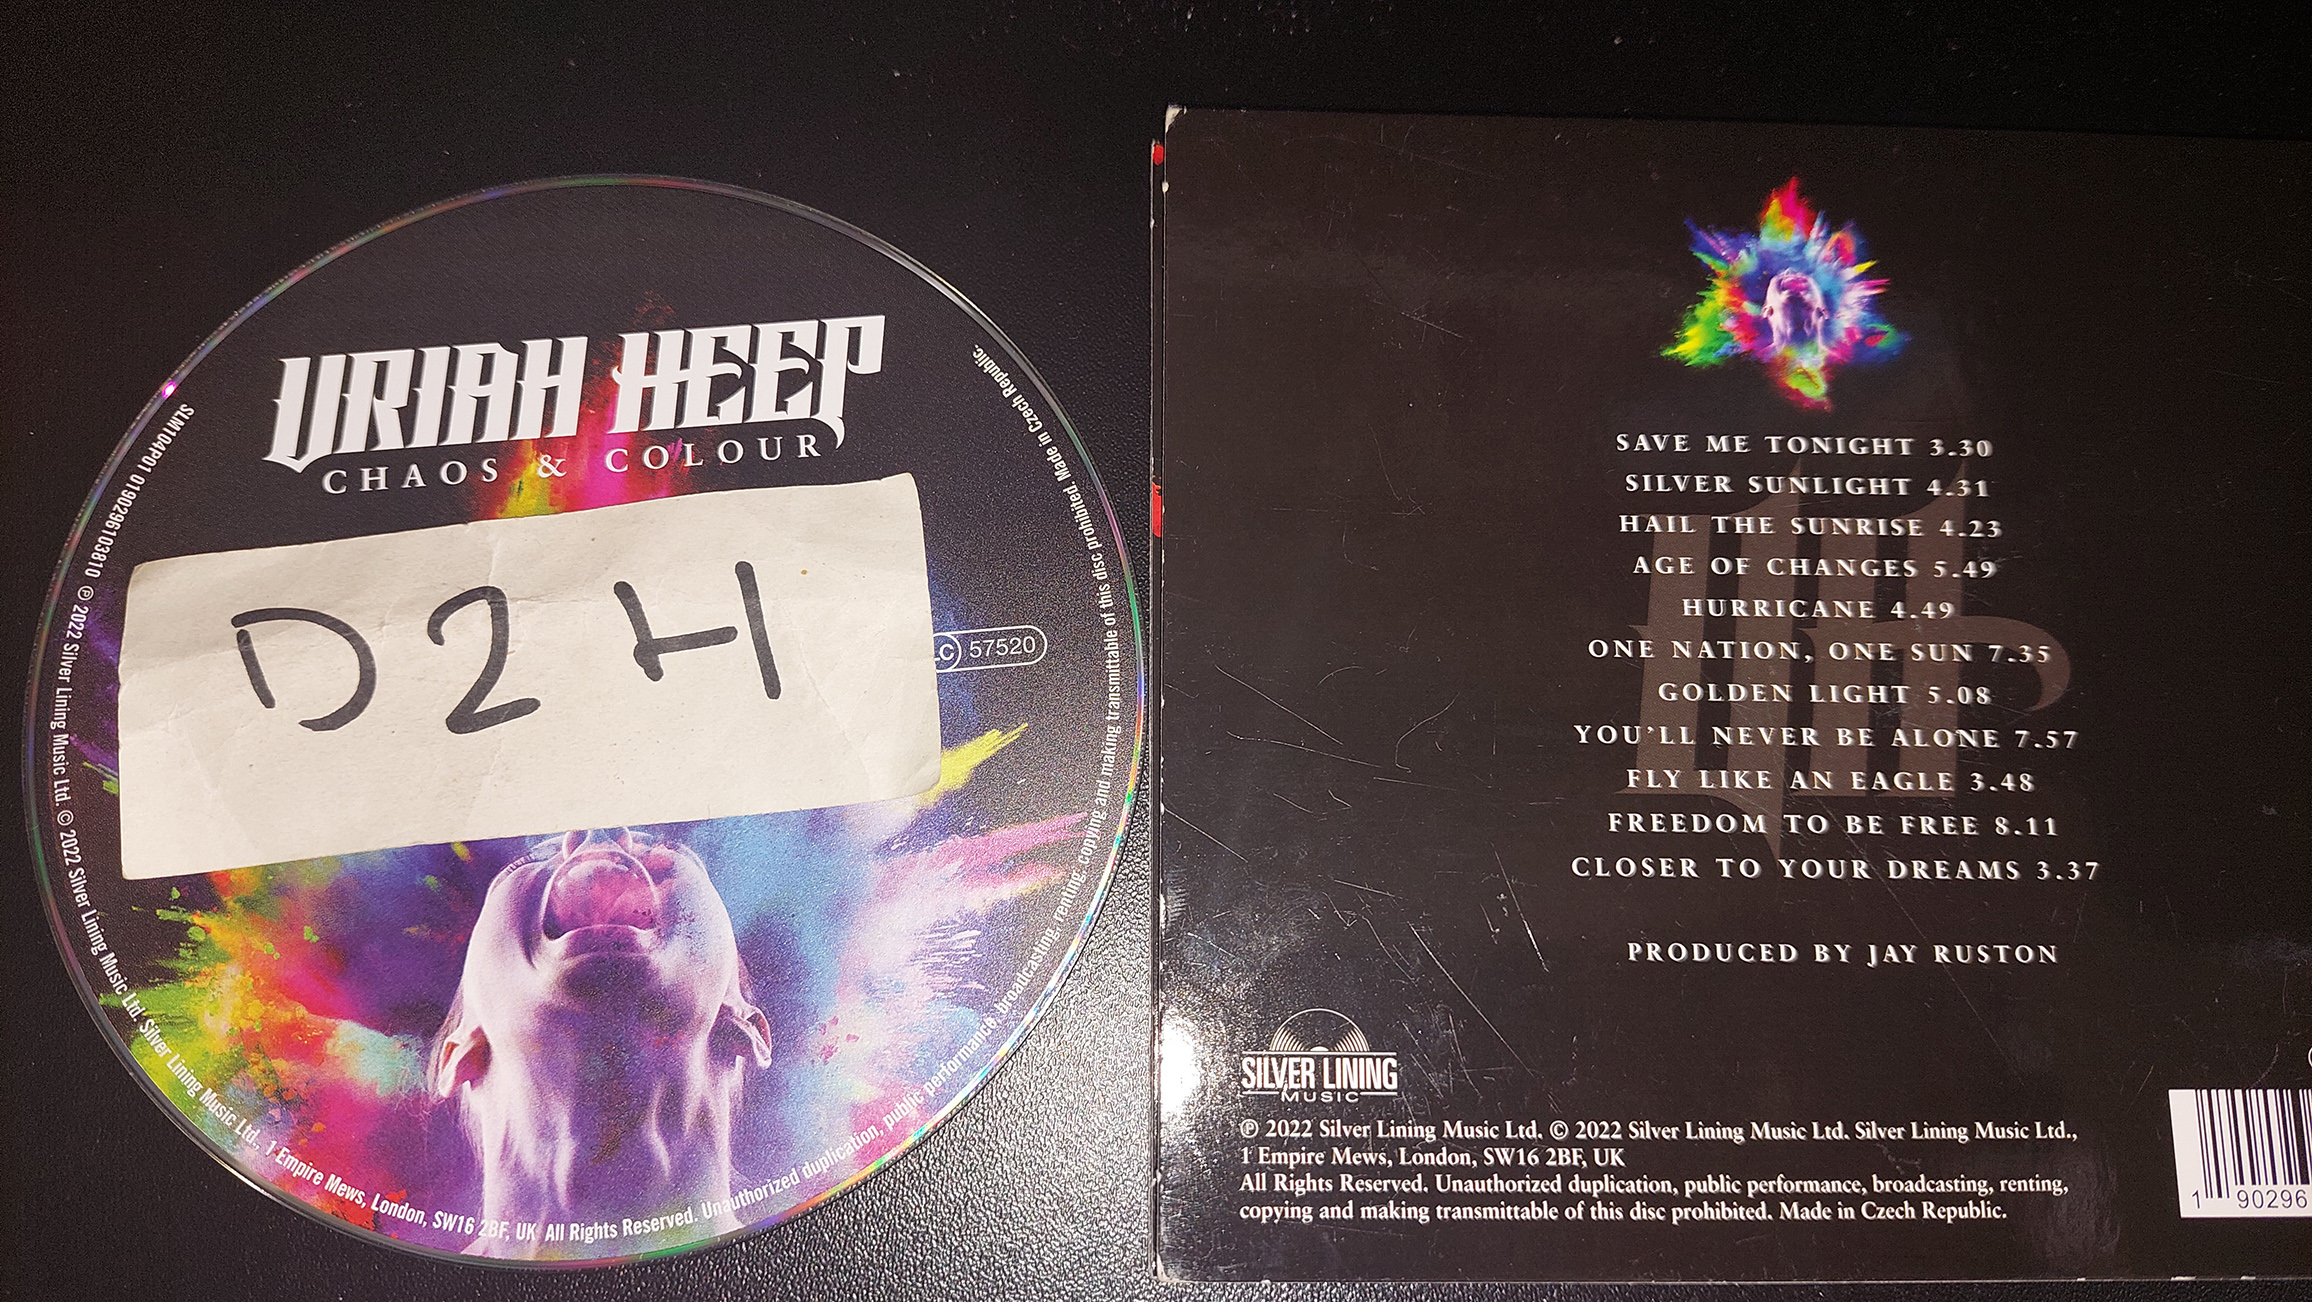 URIAH HEEP
CHAOS & COLOUR
D2H
LC 57520
SLM104P01 0190296103810 ℗ 2022 Silver Lining Music Ltd. © 2022 Silver Lining Music Ltd. Silver Lining Music Ltd., 1 Empire Mews, London, SW16 2BF, UK All Rights Reserved. Unauthorized duplication, public performance, broadcasting, renting, copying and making transmittable of this disc prohibited. Made in Czech Republic.
SAVE ME TONIGHT 3.30
SILVER SUNLIGHT 4.31
HAIL THE SUNRISE 4.23
AGE OF CHANGES 5.49
HURRICANE 4.49
ONE NATION, ONE SUN 7.35
GOLDEN LIGHT 5.08
YOU'LL NEVER BE ALONE 7.57
FLY LIKE AN EAGLE 3.48
FREEDOM TO BE FREE 8.11
CLOSER TO YOUR DREAMS 3.37
PRODUCED BY JAY RUSTON
SILVER LINING
MUSIC
℗ 2022 Silver Lining Music Ltd. © 2022 Silver Lining Music Ltd. Silver Lining Music Ltd.,
1 Empire Mews, London, SW16 2BF, UK
All Rights Reserved. Unauthorized duplication, public performance, broadcasting, renting,
copying and making transmittable of this disc prohibited. Made in Czech Republic.
1 90296